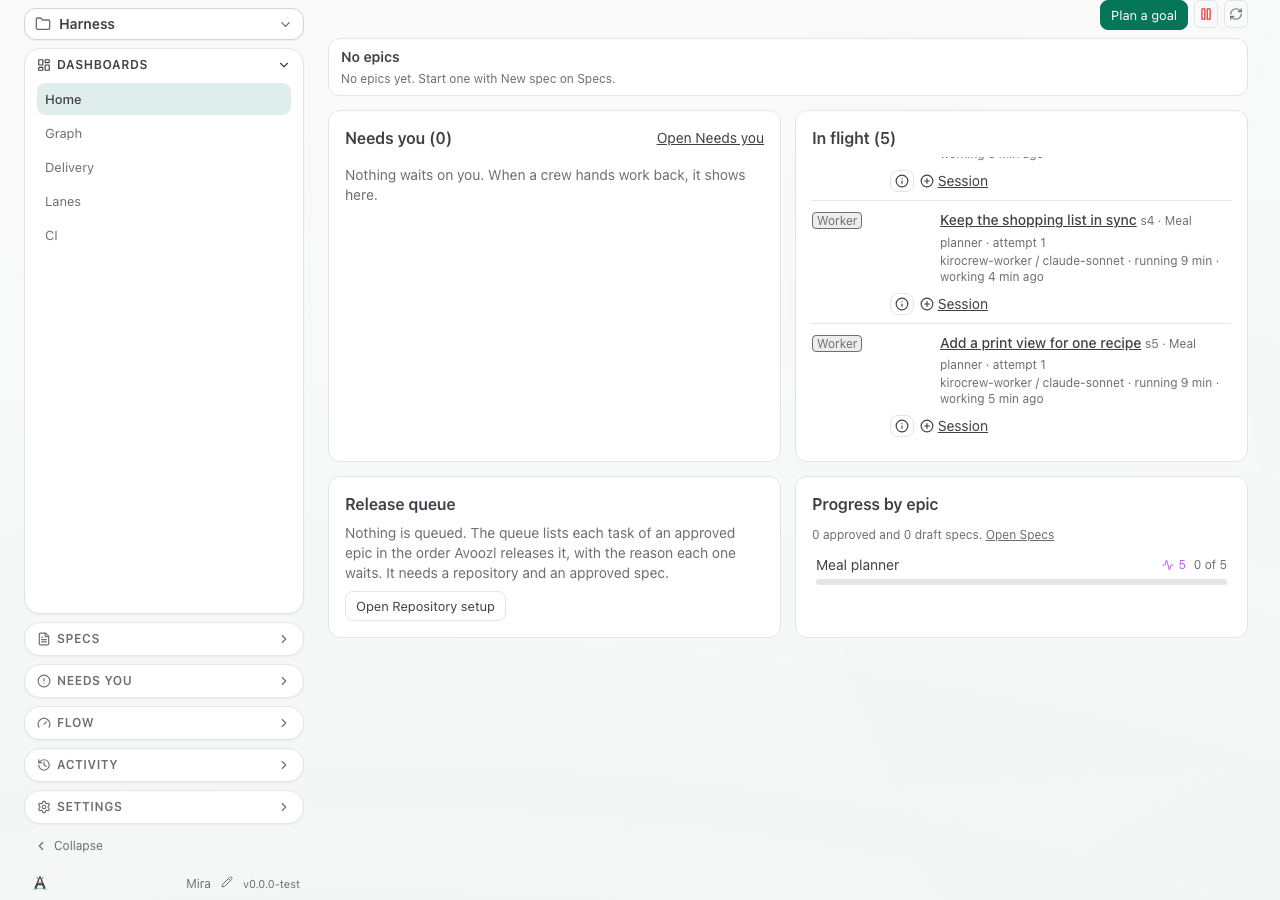 Harness
DASHBOARDS
Home
Graph
Delivery
Lanes
CI
SPECS
NEEDS YOU
FLOW
ACTIVITY
SETTINGS
Collapse
Mira
v0.0.0-test
Plan a goal
No epics
No epics yet. Start one with New spec on Specs.
Needs you (0)
Open Needs you
Nothing waits on you. When a crew hands work back, it shows
here.
In flight (5)
Session
Worker
Keep the shopping list in sync s4 · Meal
planner · attempt 1
kirocrew-worker / claude-sonnet · running 9 min ·
working 4 min ago
Session
Worker
Add a print view for one recipe s5 · Meal
planner · attempt 1
kirocrew-worker / claude-sonnet · running 9 min ·
working 5 min ago
Session
Release queue
Nothing is queued. The queue lists each task of an approved
epic in the order Avoozl releases it, with the reason each one
waits. It needs a repository and an approved spec.
Open Repository setup
Progress by epic
0 approved and 0 draft specs. Open Specs
Meal planner
5 0 of 5